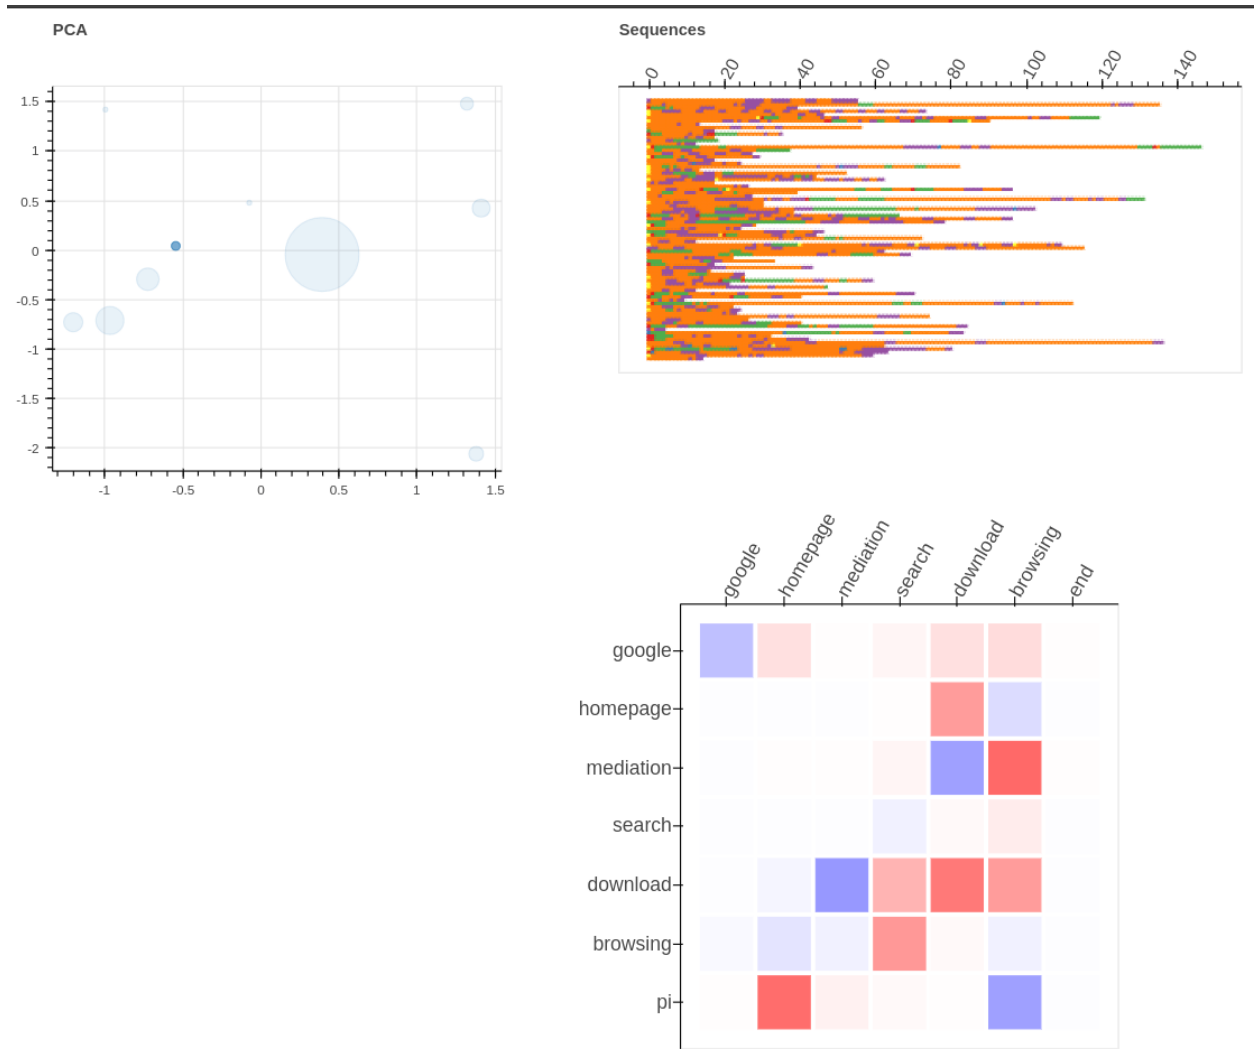 PCA
1.5
1
0.5
0
-0.5
-1
-1.5
-2
-1 -0.5 0 0.5 1 1.5
Sequences
0 20 40 60 80 100 120 140
google homepage mediation search download browsing end
google
homepage
mediation
search
download
browsing
pi